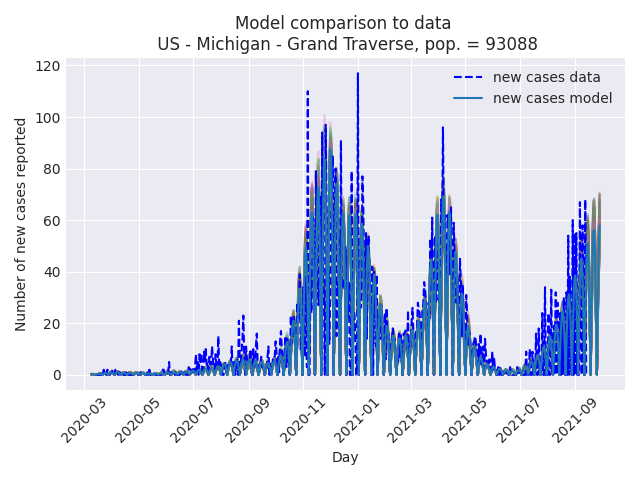 Model comparison to data
US - Michigan - Grand Traverse, pop. = 93088
new cases data
new cases model
Number of new cases reported
120
100
80
60
40
20
0
2020-03
2020-05
2020-07
2020-09
2020-11
2021-01
2021-03
2021-05
2021-07
2021-09
Day